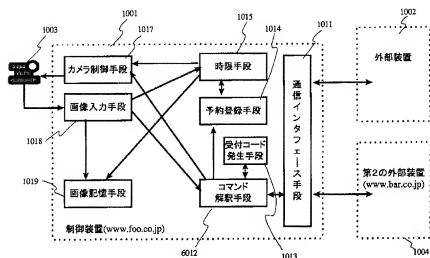 1003
1001
1017
カメラ制御手段
画像入力手段
1018
画像記憶手段
1019
制御装置(www.foo.co.jp)
1015
時限手段
1014
予約登録手段
受付コード
発生手段
コマンド
解釈手段
6012
1013
1011
通信インタフェース手段
1002
外部装置
第2の外部装置
(www.bar.co.jp)
1004